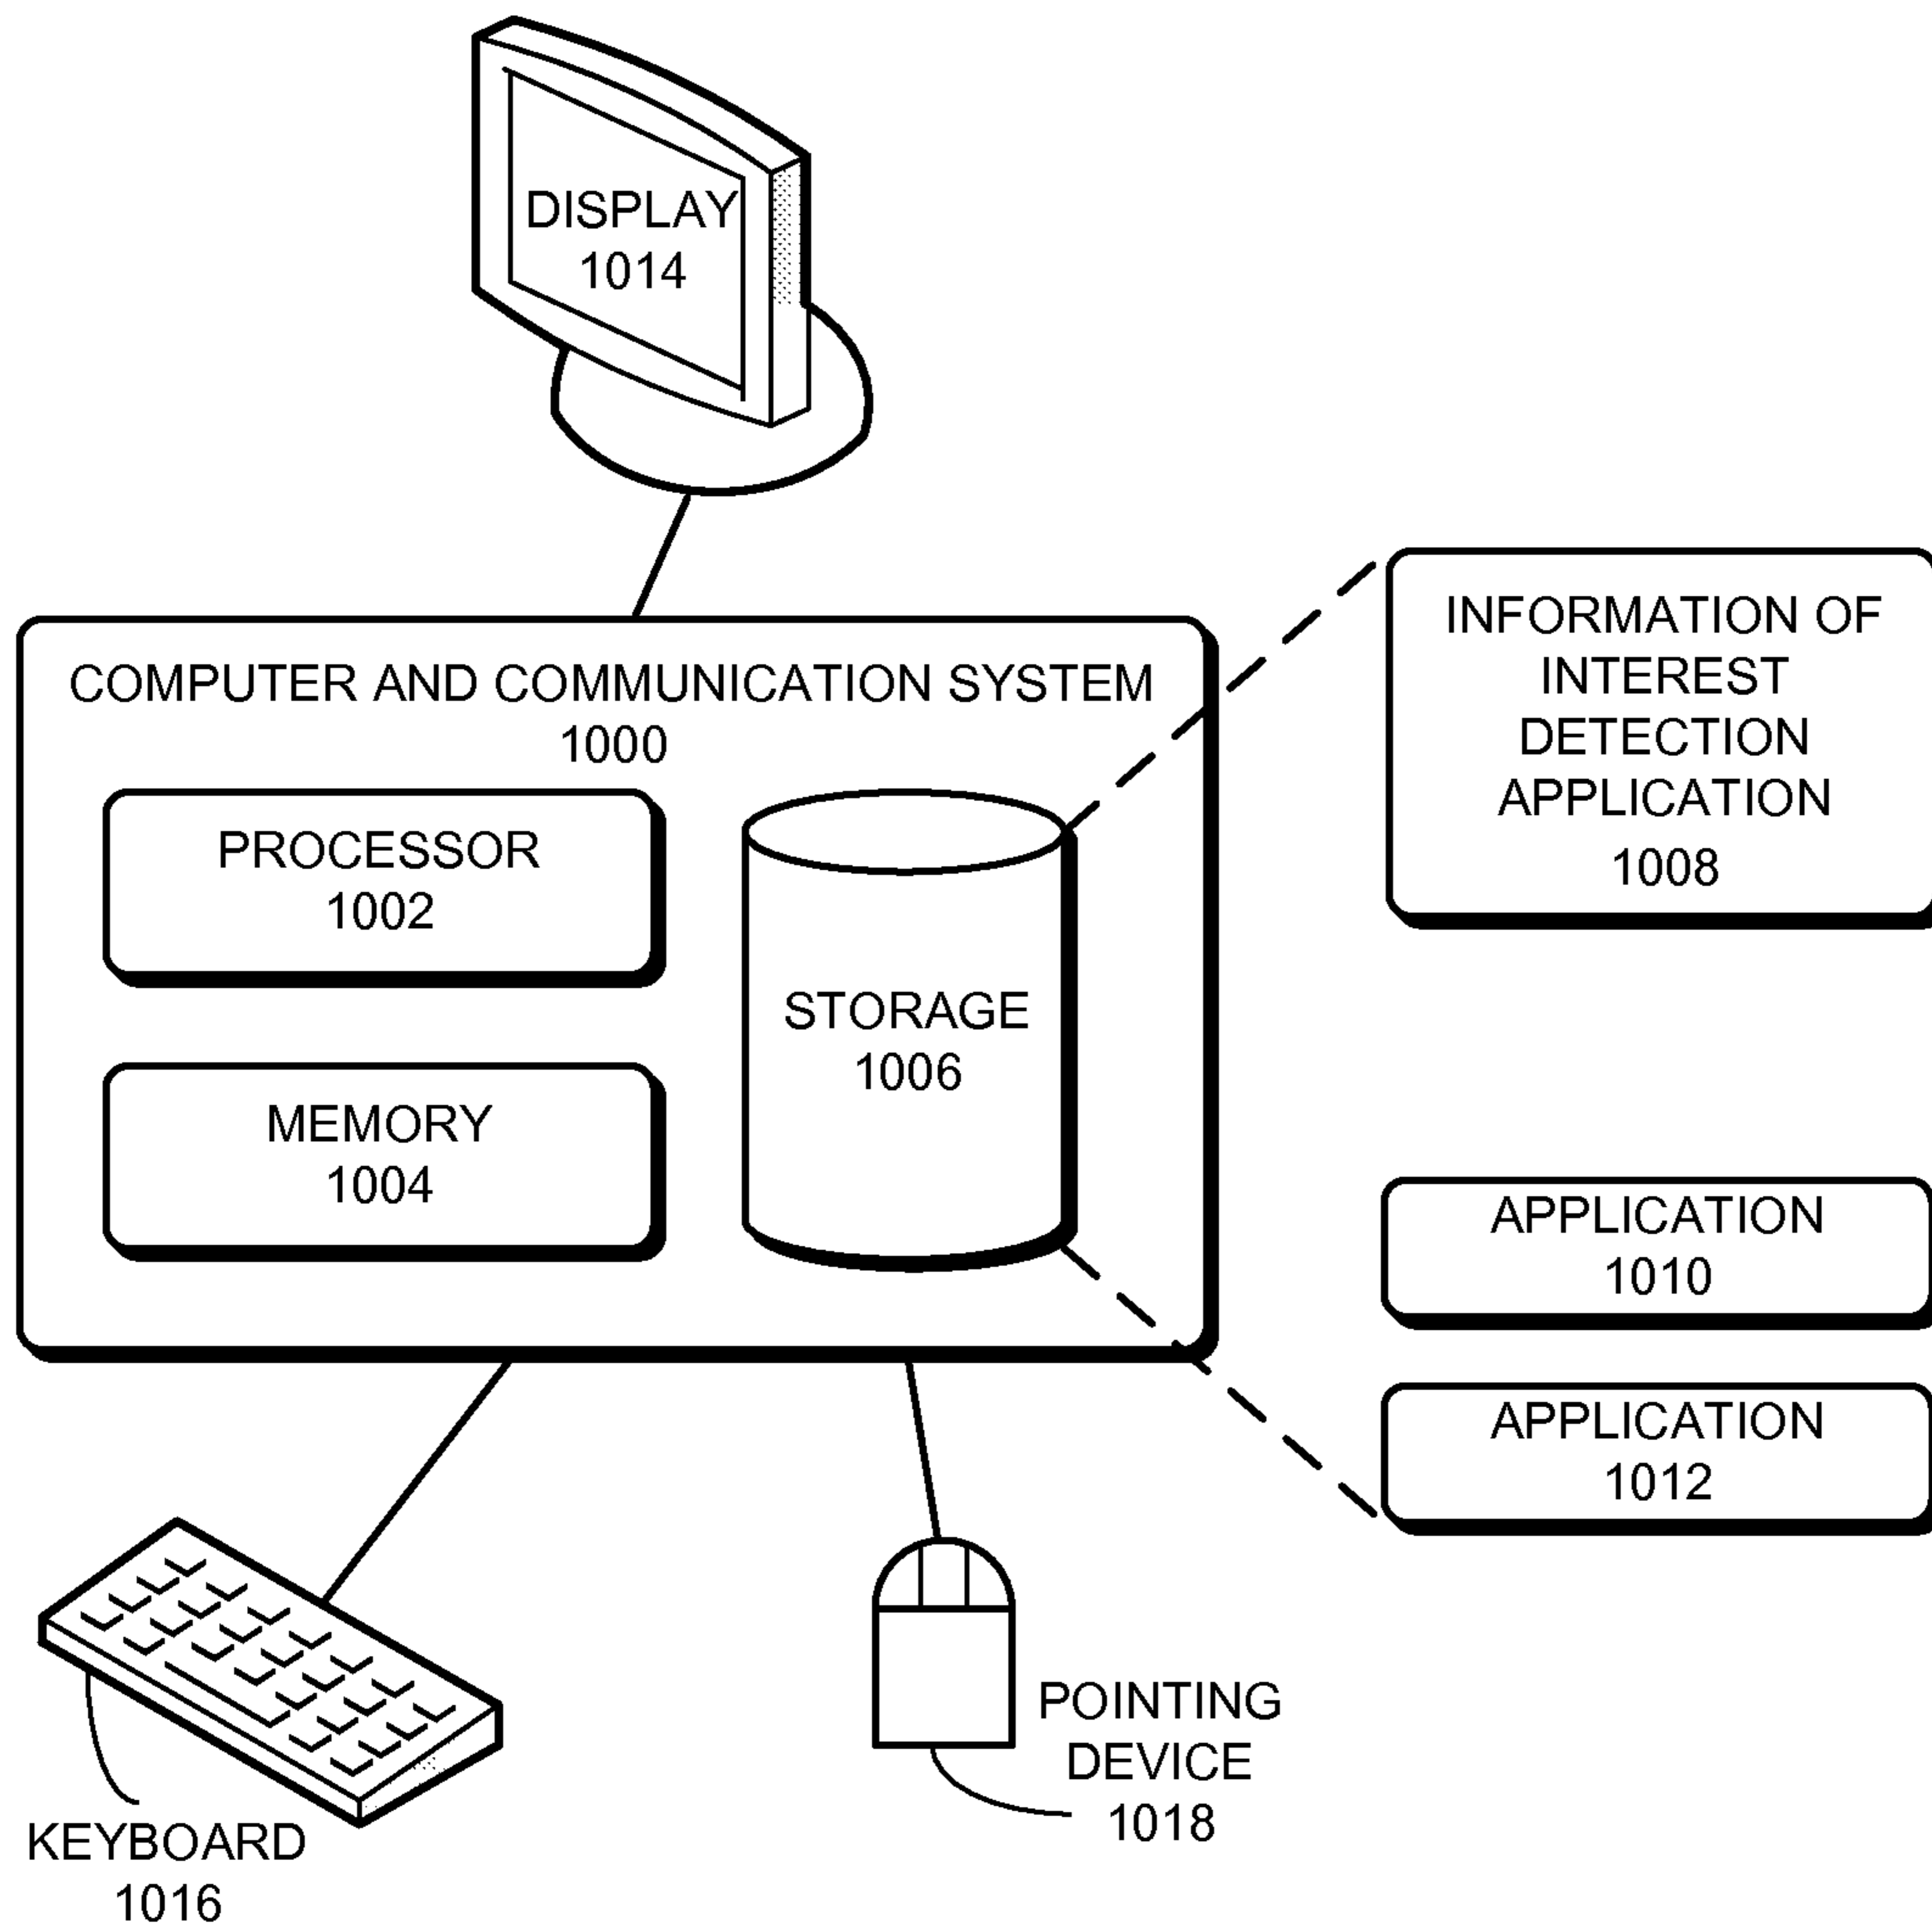 DISPLAY
1014
COMPUTER AND COMMUNICATION SYSTEM
1000
PROCESSOR
1002
MEMORY
1004
STORAGE
1006
INFORMATION OF
INTEREST
DETECTION
APPLICATION
1008
APPLICATION
1010
APPLICATION
1012
KEYBOARD
1016
POINTING
DEVICE
1018